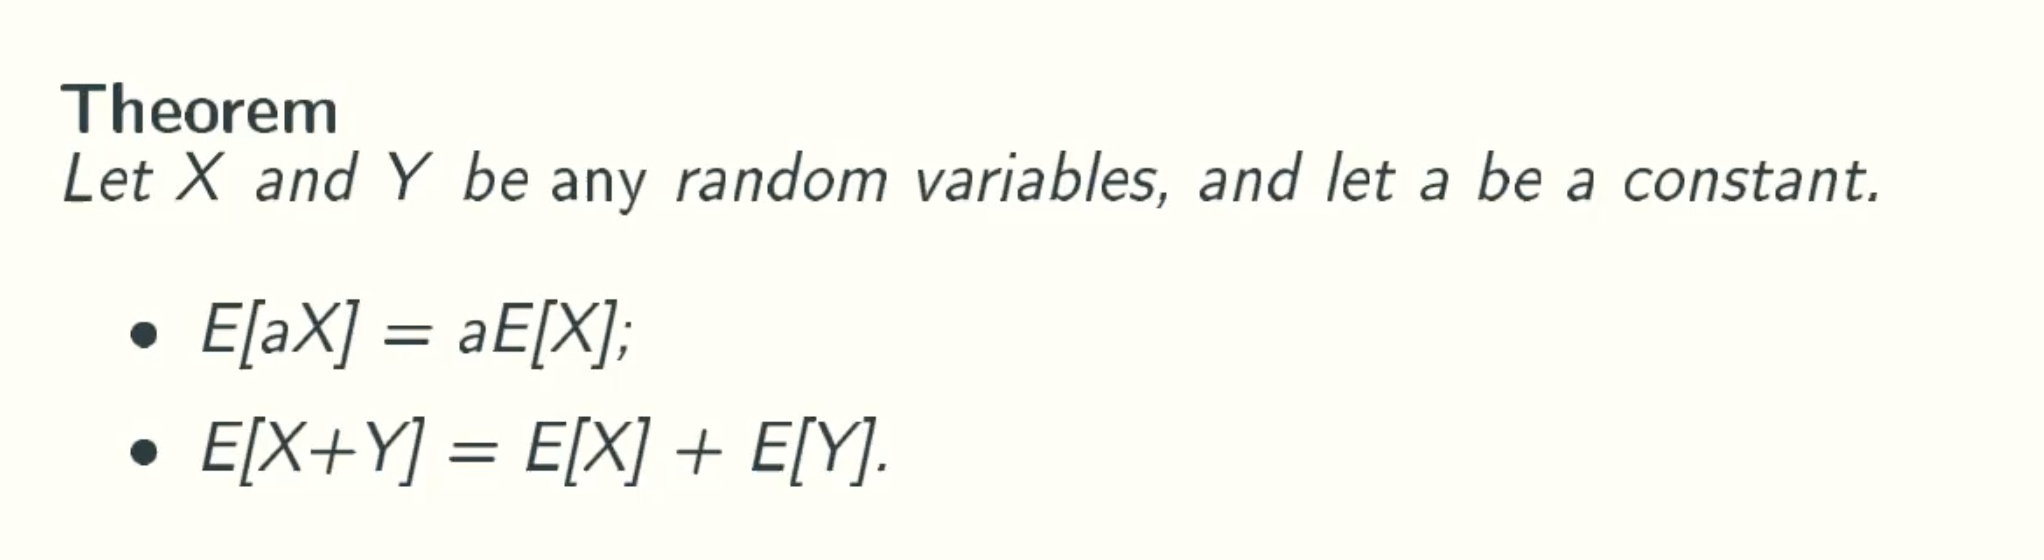 Theorem
Let X and Y be any random variables, and let a be a constant.
• E[aX] = aE[X];
• E[X+Y] = E[X] + E[Y].